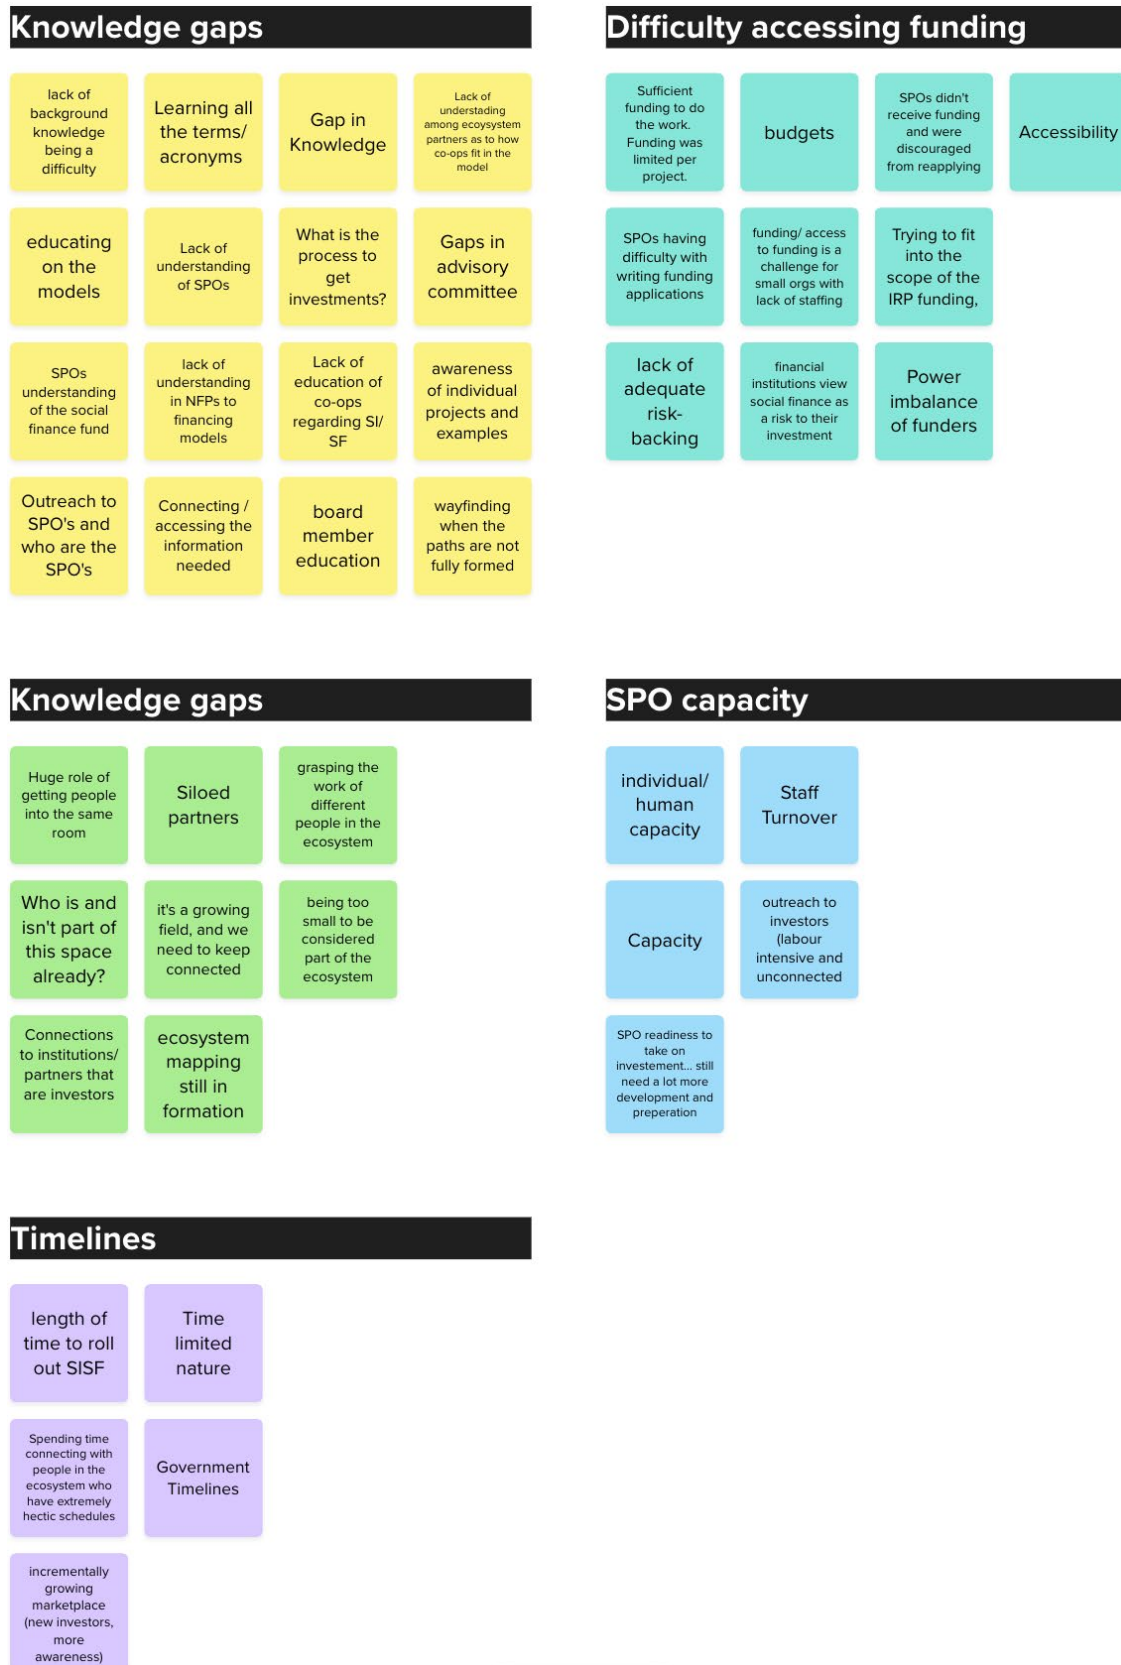 Knowledge gaps
lack of
background
knowledge
being a
difficulty
Learning all
the terms/
acronyms
Gap in
Knowledge
Lack of
understading
among ecoysystem
partners as to how
co-ops fit in the
model
educating
on the
models
Lack of
understanding
of SPOs
What is the
process to
get
investments?
Gaps in
advisory
committee
SPOs
understanding
of the social
finance fund
lack of
understanding
in NFPs to
financing
models
Lack of
education of
co-ops
regarding SI/
SF
awareness
of individual
projects and
examples
Outreach to
SPO's and
who are the
SPO's
Connecting /
accessing the
information
needed
board
member
education
wayfinding
when the
paths are not
fully formed
Difficulty accessing funding
Sufficient
funding to do
the work.
Funding was
limited per
project.
budgets
SPOs didn't
receive funding
and were
discouraged
from reapplying
Accessibility
SPOs having
difficulty with
writing funding
applications
funding/ access
to funding is a
challenge for
small orgs with
lack of staffing
Trying to fit
into the
scope of the
IRP funding,
lack of
adequate
risk-
backing
financial
institutions view
social finance as
a risk to their
investment
Power
imbalance
of funders
Knowledge gaps
Huge role of
getting people
into the same
room
Siloed
partners
grasping the
work of
different
people in the
ecosystem
Who is and
isn't part of
this space
already?
it's a growing
field, and we
need to keep
connected
being too
small to be
considered
part of the
ecosystem
Connections
to institutions/
partners that
are investors
ecosystem
mapping
still in
formation
SPO capacity
individual/
human
capacity
Staff
Turnover
Capacity
outreach to
investors
(labour
intensive and
unconnected
SPO readiness to
take on
investement... still
need a lot more
development and
preperation
Timelines
length of
time to roll
out SISF
Time
limited
nature
Spending time
connecting with
people in the
ecosystem who
have extremely
hectic schedules
Government
Timelines
incrementally
growing
marketplace
(new investors,
more
awareness)